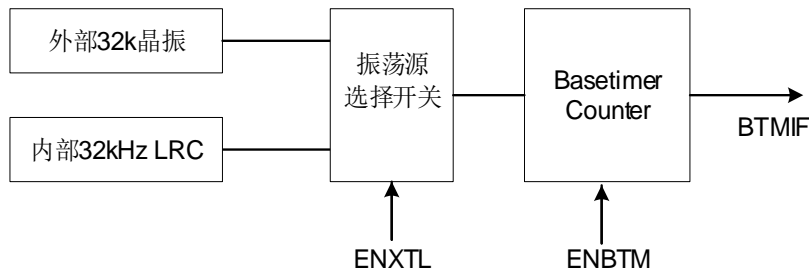 外部32k晶振
内部32kHz LRC
振荡源
选择开关
Basetimer
Counter
BTMIF
ENXTL
ENBTM